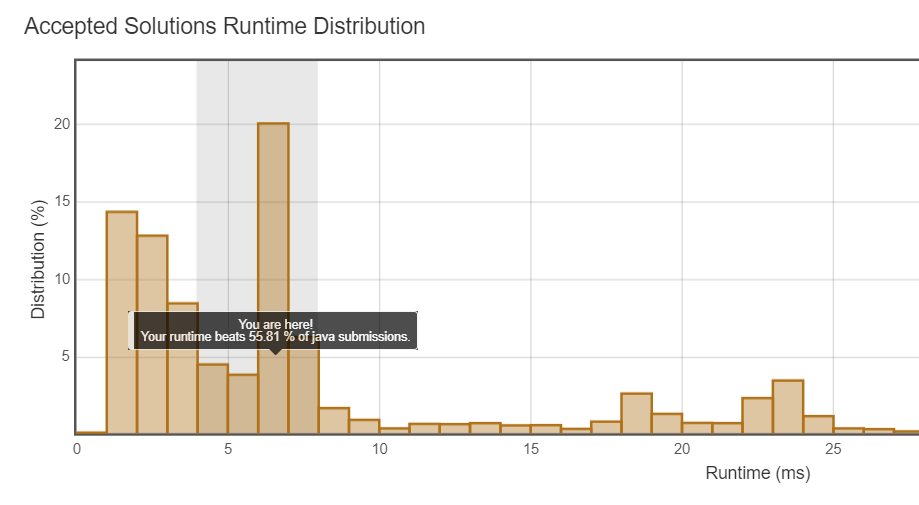 Accepted Solutions Runtime Distribution
Distribution (%)
20
15
10
5
You are here!
Your runtime beats 55.81 % of java submissions.
0 5 10 15 20 25
Runtime (ms)